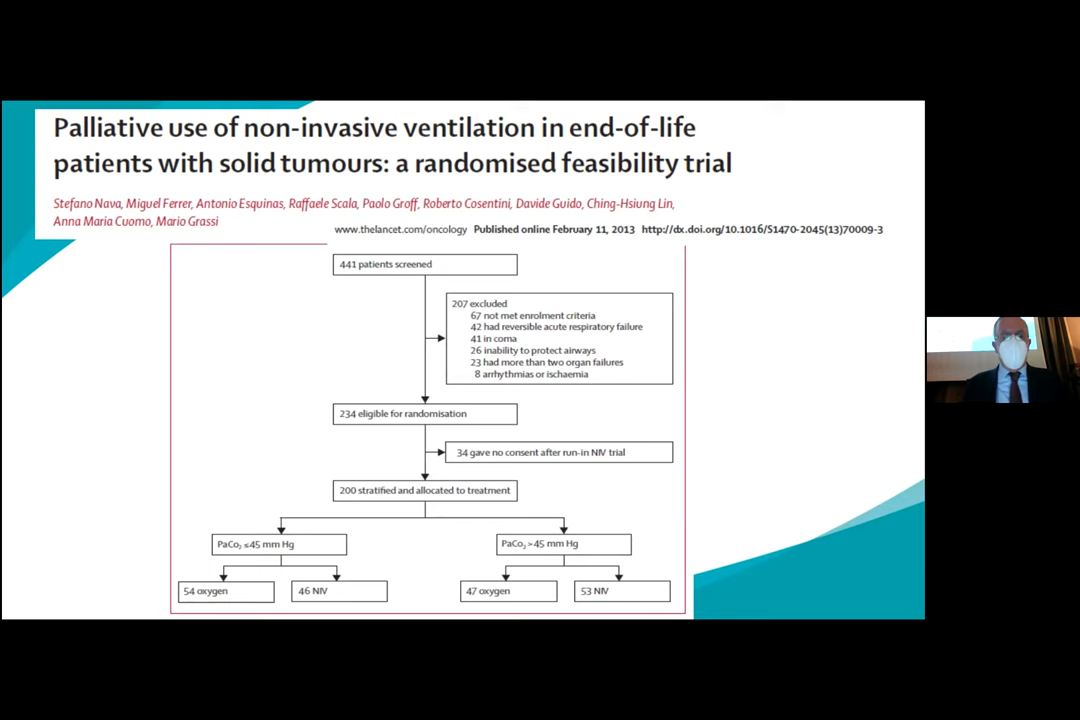 Palliative use of non-invasive ventilation in end-of-life
patients with solid tumours: a randomised feasibility trial
Stefano Nava, Miguel Ferrer, Antonio Esquinas, Raffaele Scala, Paolo Groff, Roberto Cosentini, Davide Guido, Ching-Hsiung Lin,
Anna Maria Cuomo, Mario Grassi
www.thelancet.com/oncology Published online February 11, 2013 http://dx.doi.org/10.1016/S1470-2045(13)70009-3
441 patients screened
207 excluded
67 not met enrolment criteria
42 had reversible acute respiratory failure
41 in coma
26 inability to protect airways
23 had more than two organ failures
8 arrhythmias or ischaemia
234 eligible for randomisation
34 gave no consent after run-in NIV trial
200 stratified and allocated to treatment
PaCO₂ ≤45 mm Hg
PaCO₂ >45 mm Hg
54 oxygen
46 NIV
47 oxygen
53 NIV